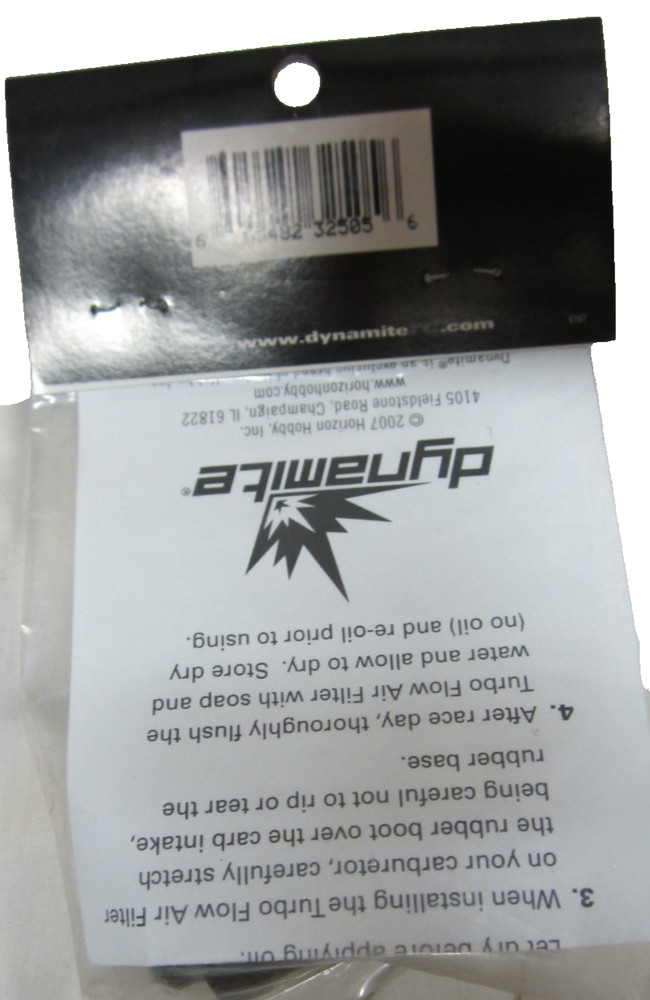 6 32505 6
www.dynamite .com
Let dry before applying oil.
3. When installing the Turbo Flow Air Filter
on your carburetor, carefully stretch
the rubber boot over the carb intake,
being careful not to rip or tear the
rubber base.
4. After race day, thoroughly flush the
Turbo Flow Air Filter with soap and
water and allow to dry. Store dry
(no oil) and re-oil prior to using.
dynamite®
© 2007 Horizon Hobby, Inc.
4105 Fieldstone Road, Champaign, IL 61822
www.horizonhobby.com
Dynamite® is an exclusive brand of